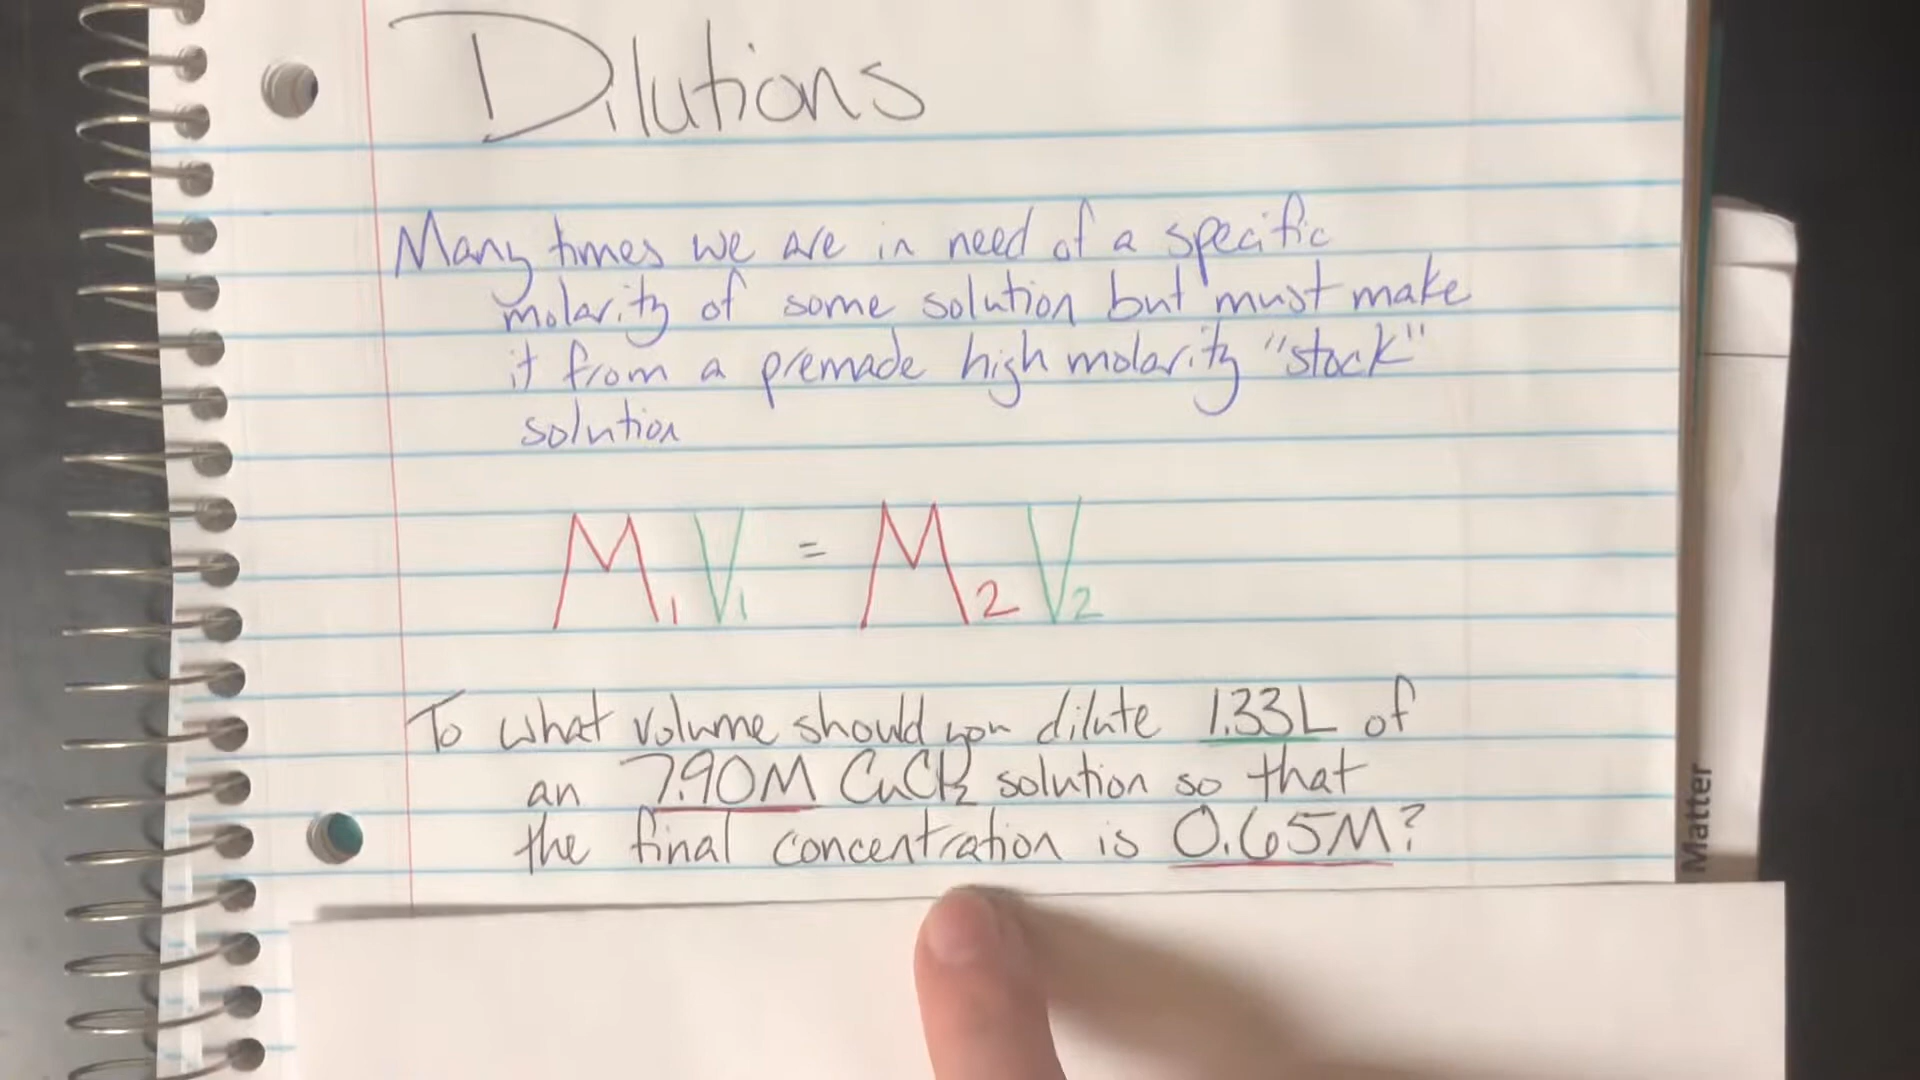 Dilutions
Many times we are in need of a specific
molarity of some solution but must make
it from a premade high molarity "stock"
solution
M₁V₁ = M₂V₂
To what volume should you dilute 1.33L of
an 7.90M CuCl₂ solution so that
the final concentration is 0.65M?
Matter